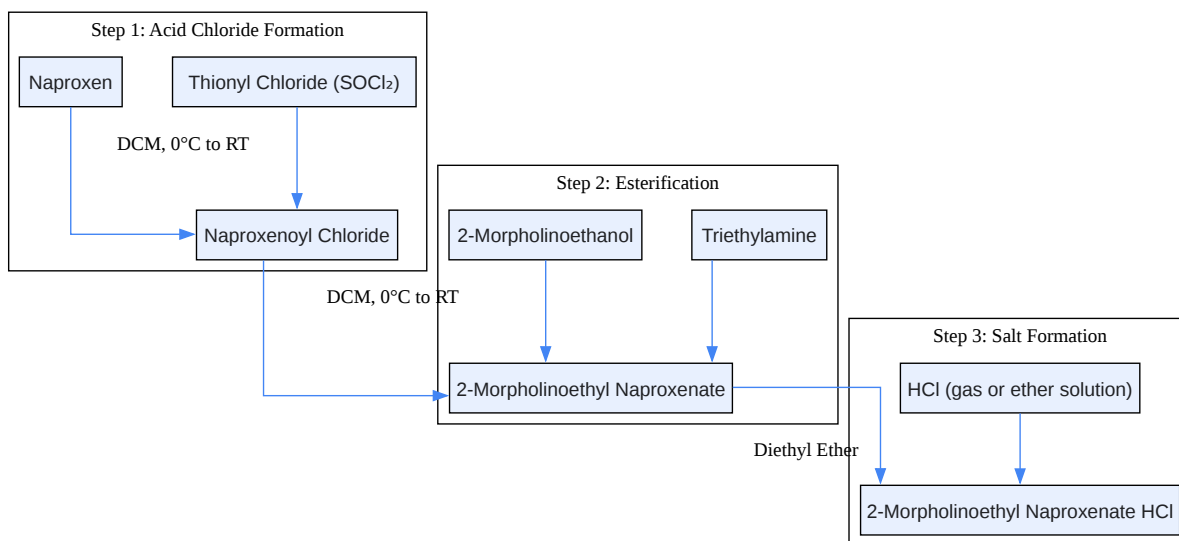 Step 1: Acid Chloride Formation
Naproxen
Thionyl Chloride (SOCl₂)
DCM, 0°C to RT
Naproxenoyl Chloride
Step 2: Esterification
2-Morpholinoethanol
Triethylamine
DCM, 0°C to RT
2-Morpholinoethyl Naproxenate
Step 3: Salt Formation
HCl (gas or ether solution)
Diethyl Ether
2-Morpholinoethyl Naproxenate HCl